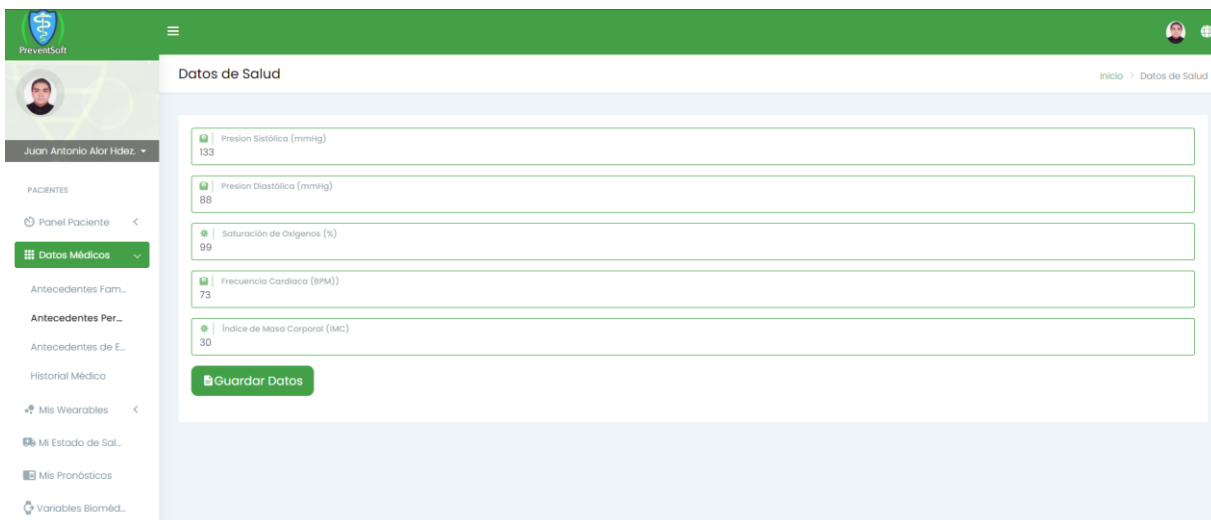 PreventSoft
Datos de Salud
Inicio > Datos de Salud
Juan Antonio Alor Hdez.
PACIENTES
Panel Paciente
Datos Médicos
Antecedentes Fam...
Antecedentes Per...
Antecedentes de E...
Historial Médico
Mis Wearables
Mi Estado de Sal...
Mis Pronósticos
Variables Bioméd...
Presion Sistólica (mmHg)
133
Presion Diastólica (mmHg)
88
Saturación de Oxigenos (%)
99
Frecuencia Cardiaca (BPM))
73
Índice de Masa Corporal (IMC)
30
Guardar Datos